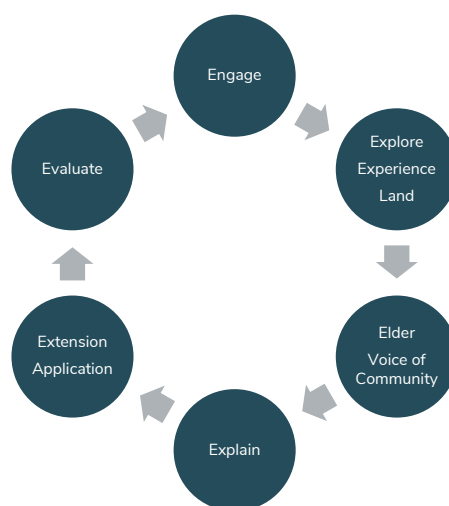 Engage
Explore
Experience
Land
Elder
Voice of
Community
Explain
Extension
Application
Evaluate